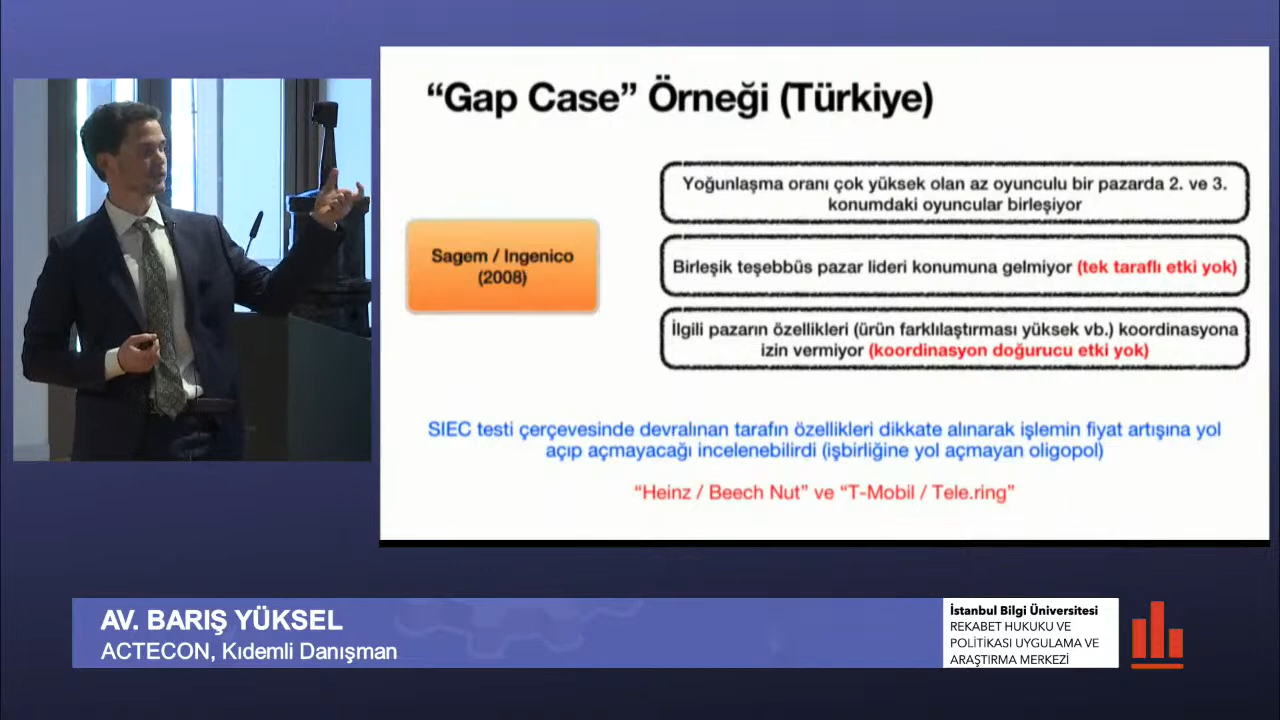 “Gap Case” Örneği (Türkiye)
Sagem / Ingenico
(2008)
Yoğunlaşma oranı çok yüksek olan az oyunculu bir pazarda 2. ve 3.
konumdaki oyuncular birleşiyor
Birleşik teşebbüs pazar lideri konumuna gelmiyor (tek taraflı etki yok)
İlgili pazarın özellikleri (ürün farklılaştırması yüksek vb.) koordinasyona
izin vermiyor (koordinasyon doğurucu etki yok)
SIEC testi çerçevesinde devralınan tarafın özellikleri dikkate alınarak işlemin fiyat artışına yol
açıp açmayacağı incelenebilirdi (işbirliğine yol açmayan oligopol)
“Heinz / Beech Nut” ve “T-Mobil / Tele.ring”
AV. BARIŞ YÜKSEL
ACTECON, Kıdemli Danışman
İstanbul Bilgi Üniversitesi
REKABET HUKUKU VE
POLİTİKASI UYGULAMA VE
ARAŞTIRMA MERKEZİ